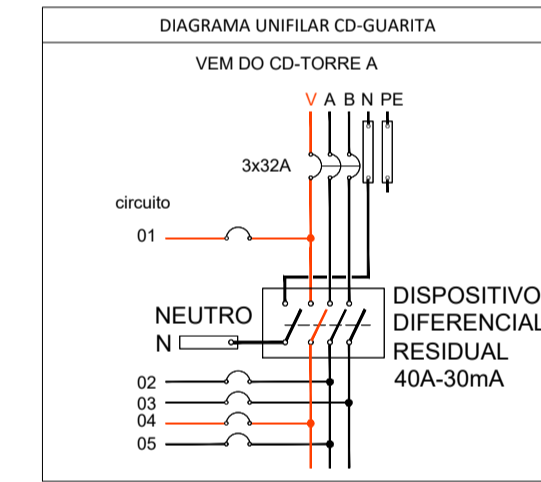 DIAGRAMA UNIFILAR CD-GUARITA
VEM DO CD-TORRE A
V A B N PE
3x32A
circuito
01
DISPOSITIVO
DIFERENCIAL
RESIDUAL
40A-30mA
NEUTRO
N
02
03
04
05